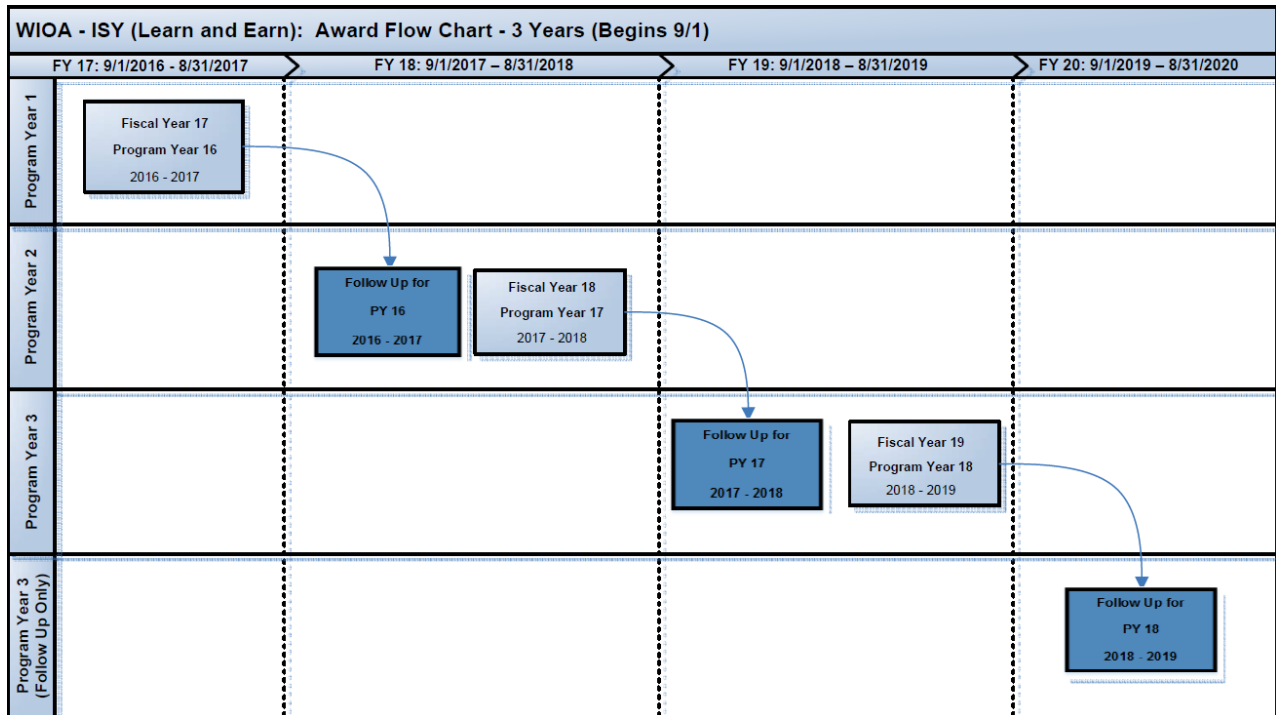 WIOA - ISY (Learn and Earn):  Award Flow Chart - 3 Years (Begins 9/1)
FY 17: 9/1/2016 - 8/31/2017
FY 18: 9/1/2017 – 8/31/2018
FY 19: 9/1/2018 – 8/31/2019
FY 20: 9/1/2019 – 8/31/2020
Program Year 1
Fiscal Year 17
Program Year 16
2016 - 2017
Program Year 2
Follow Up for
PY 16
2016 - 2017
Fiscal Year 18
Program Year 17
2017 - 2018
Program Year 3
Follow Up for
PY 17
2017 - 2018
Fiscal Year 19
Program Year 18
2018 - 2019
Program Year 3
(Follow Up Only)
Follow Up for
PY 18
2018 - 2019